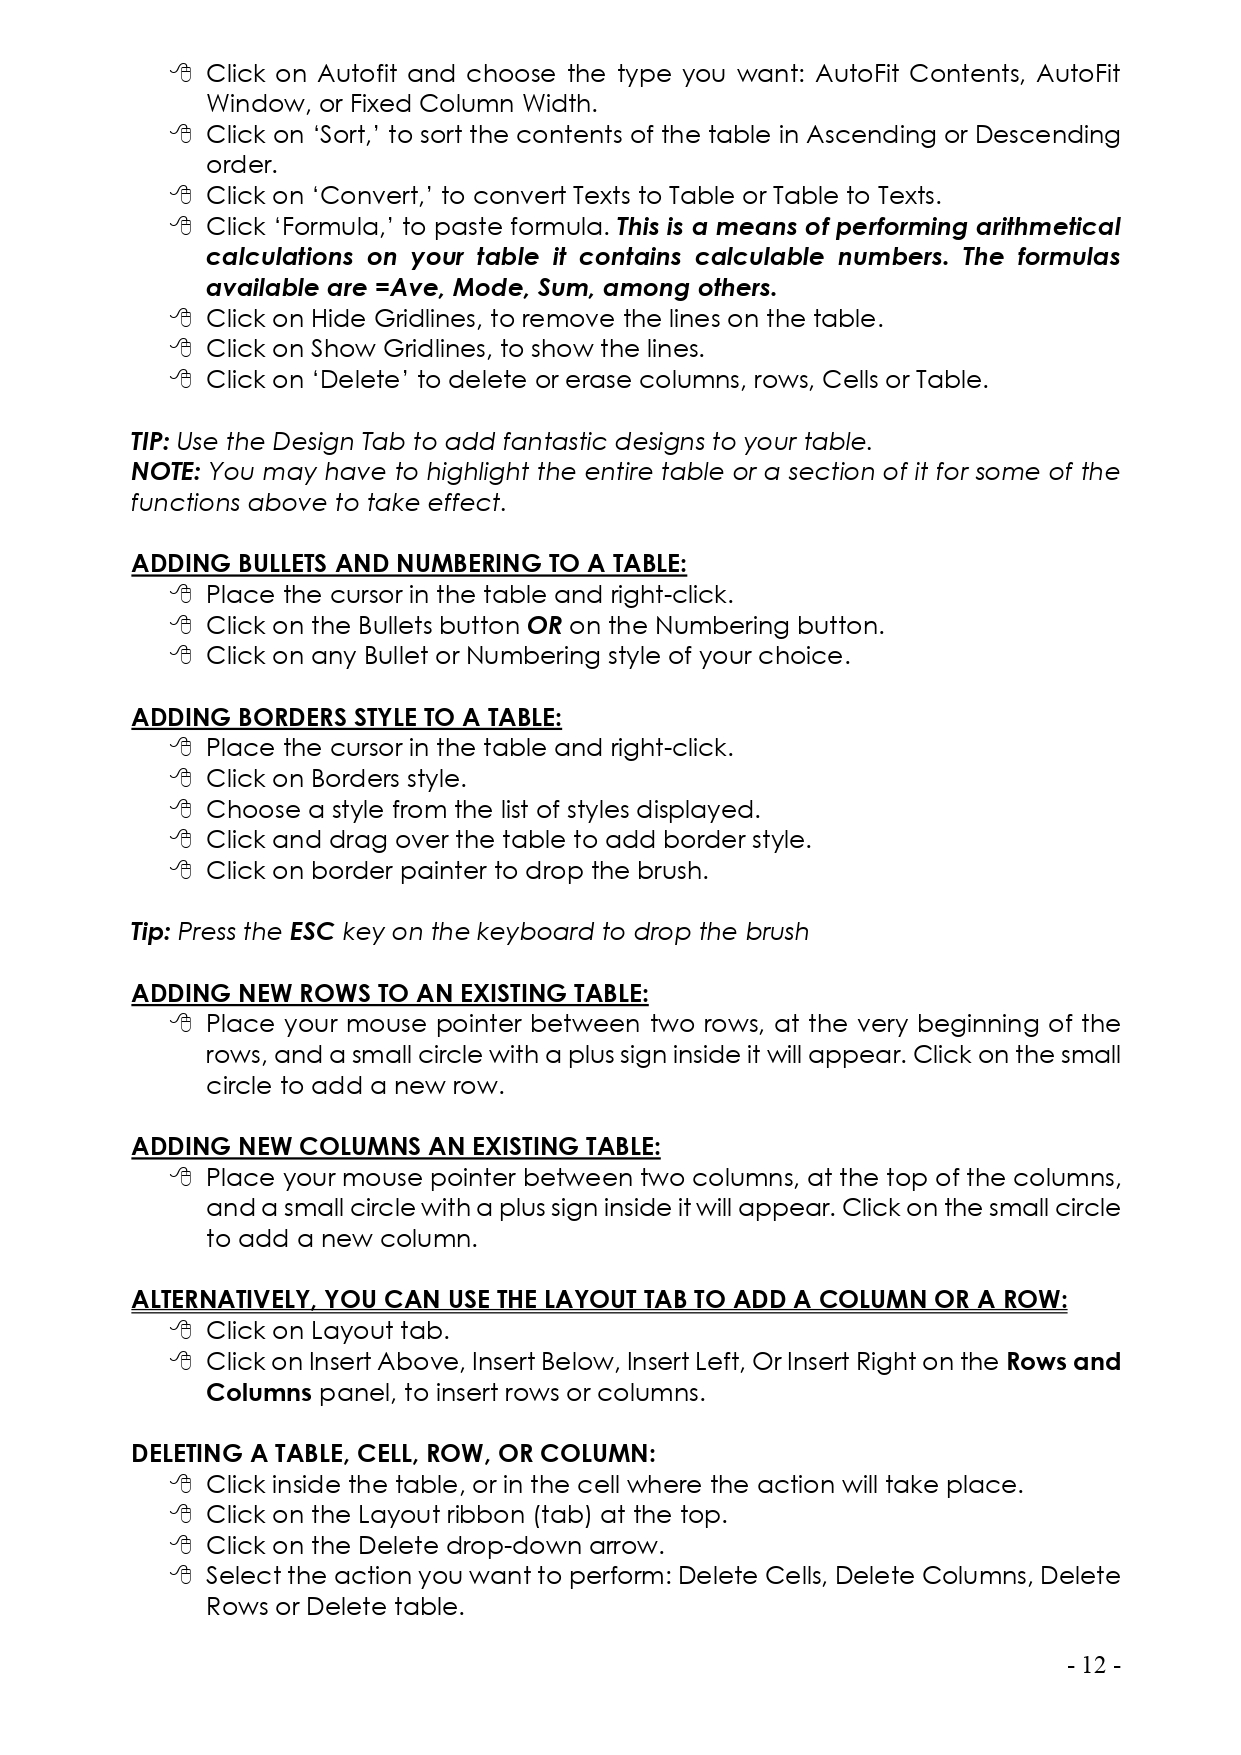 Click on Autofit and choose the type you want: AutoFit Contents, AutoFit
Window, or Fixed Column Width.
Click on ‘Sort,’ to sort the contents of the table in Ascending or Descending
order.
Click on ‘Convert,’ to convert Texts to Table or Table to Texts.
Click ‘Formula,’ to paste formula. This is a means of performing arithmetical
calculations on your table it contains calculable numbers. The formulas
available are =Ave, Mode, Sum, among others.
Click on Hide Gridlines, to remove the lines on the table.
Click on Show Gridlines, to show the lines.
Click on ‘Delete’ to delete or erase columns, rows, Cells or Table.
TIP: Use the Design Tab to add fantastic designs to your table.
NOTE: You may have to highlight the entire table or a section of it for some of the
functions above to take effect.
ADDING BULLETS AND NUMBERING TO A TABLE:
Place the cursor in the table and right-click.
Click on the Bullets button OR on the Numbering button.
Click on any Bullet or Numbering style of your choice.
ADDING BORDERS STYLE TO A TABLE:
Place the cursor in the table and right-click.
Click on Borders style.
Choose a style from the list of styles displayed.
Click and drag over the table to add border style.
Click on border painter to drop the brush.
Tip: Press the ESC key on the keyboard to drop the brush
ADDING NEW ROWS TO AN EXISTING TABLE:
Place your mouse pointer between two rows, at the very beginning of the
rows, and a small circle with a plus sign inside it will appear. Click on the small
circle to add a new row.
ADDING NEW COLUMNS AN EXISTING TABLE:
Place your mouse pointer between two columns, at the top of the columns,
and a small circle with a plus sign inside it will appear. Click on the small circle
to add a new column.
ALTERNATIVELY, YOU CAN USE THE LAYOUT TAB TO ADD A COLUMN OR A ROW:
Click on Layout tab.
Click on Insert Above, Insert Below, Insert Left, Or Insert Right on the Rows and
Columns panel, to insert rows or columns.
DELETING A TABLE, CELL, ROW, OR COLUMN:
Click inside the table, or in the cell where the action will take place.
Click on the Layout ribbon (tab) at the top.
Click on the Delete drop-down arrow.
Select the action you want to perform: Delete Cells, Delete Columns, Delete
Rows or Delete table.
- 12 -